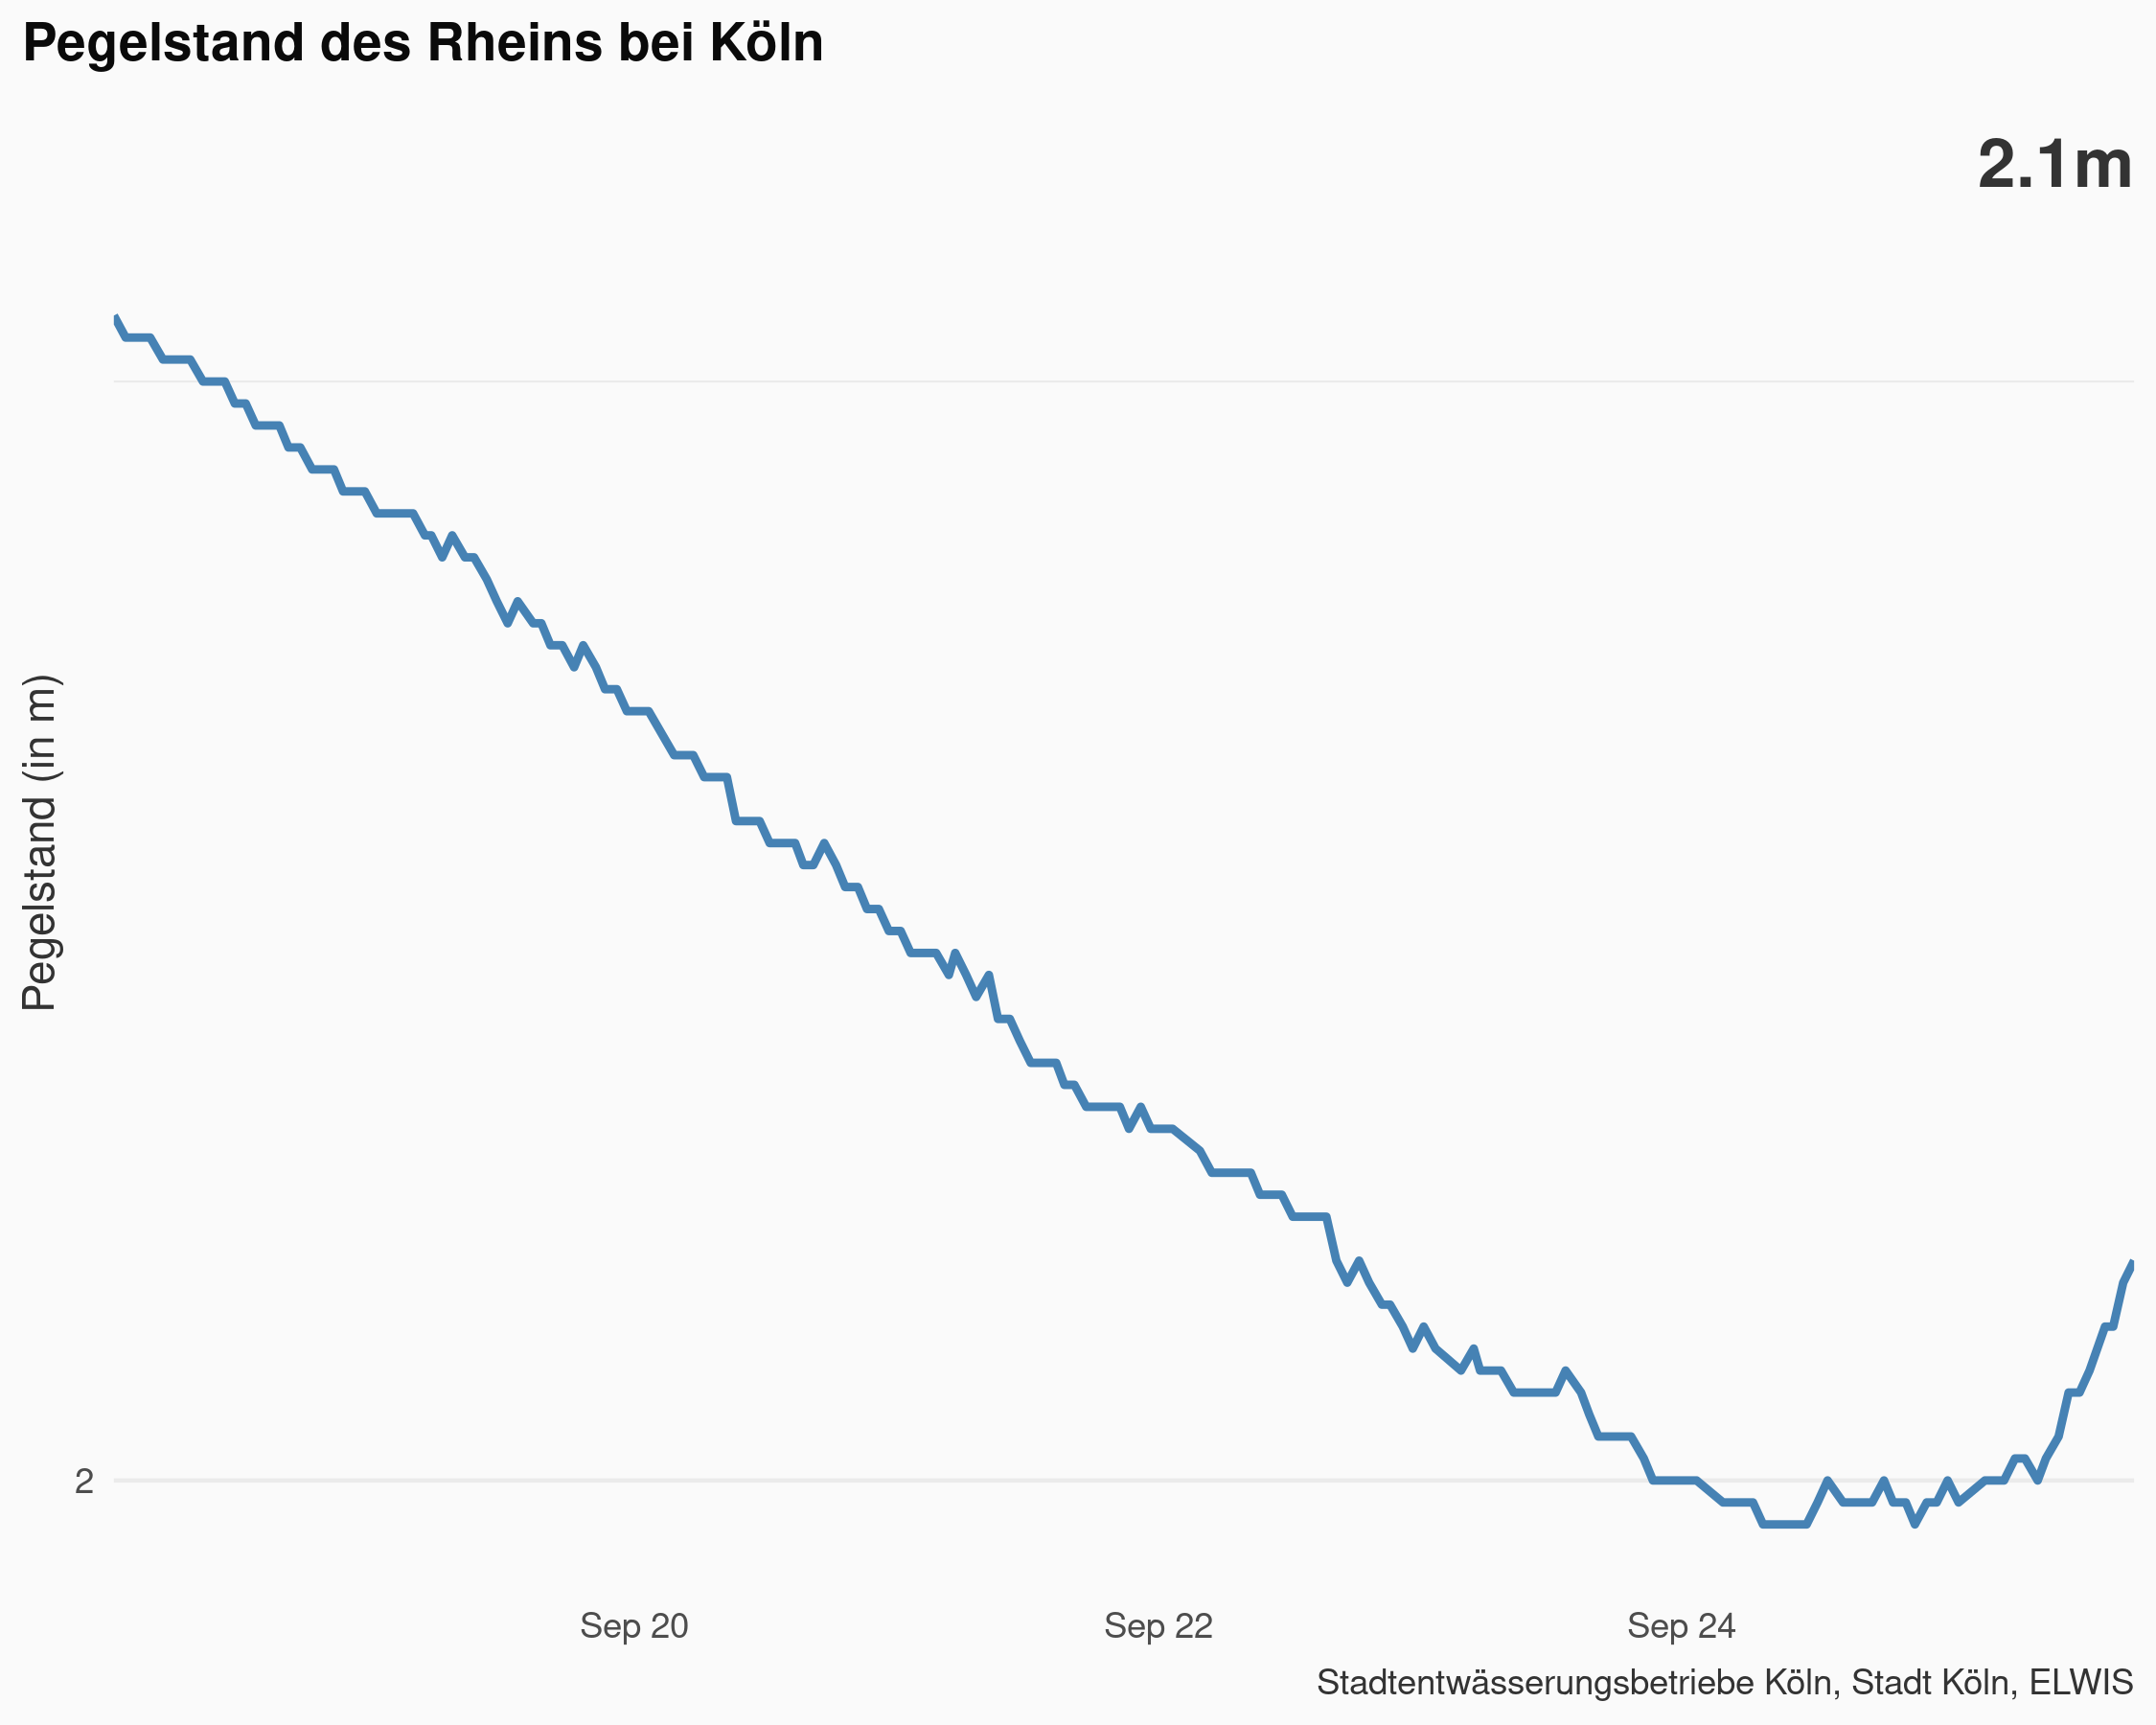 Pegelstand des Rheins bei Köln
2.1m
Pegelstand (in m)
2
Sep 20
Sep 22
Sep 24
Stadtentwässerungsbetriebe Köln, Stadt Köln, ELWIS